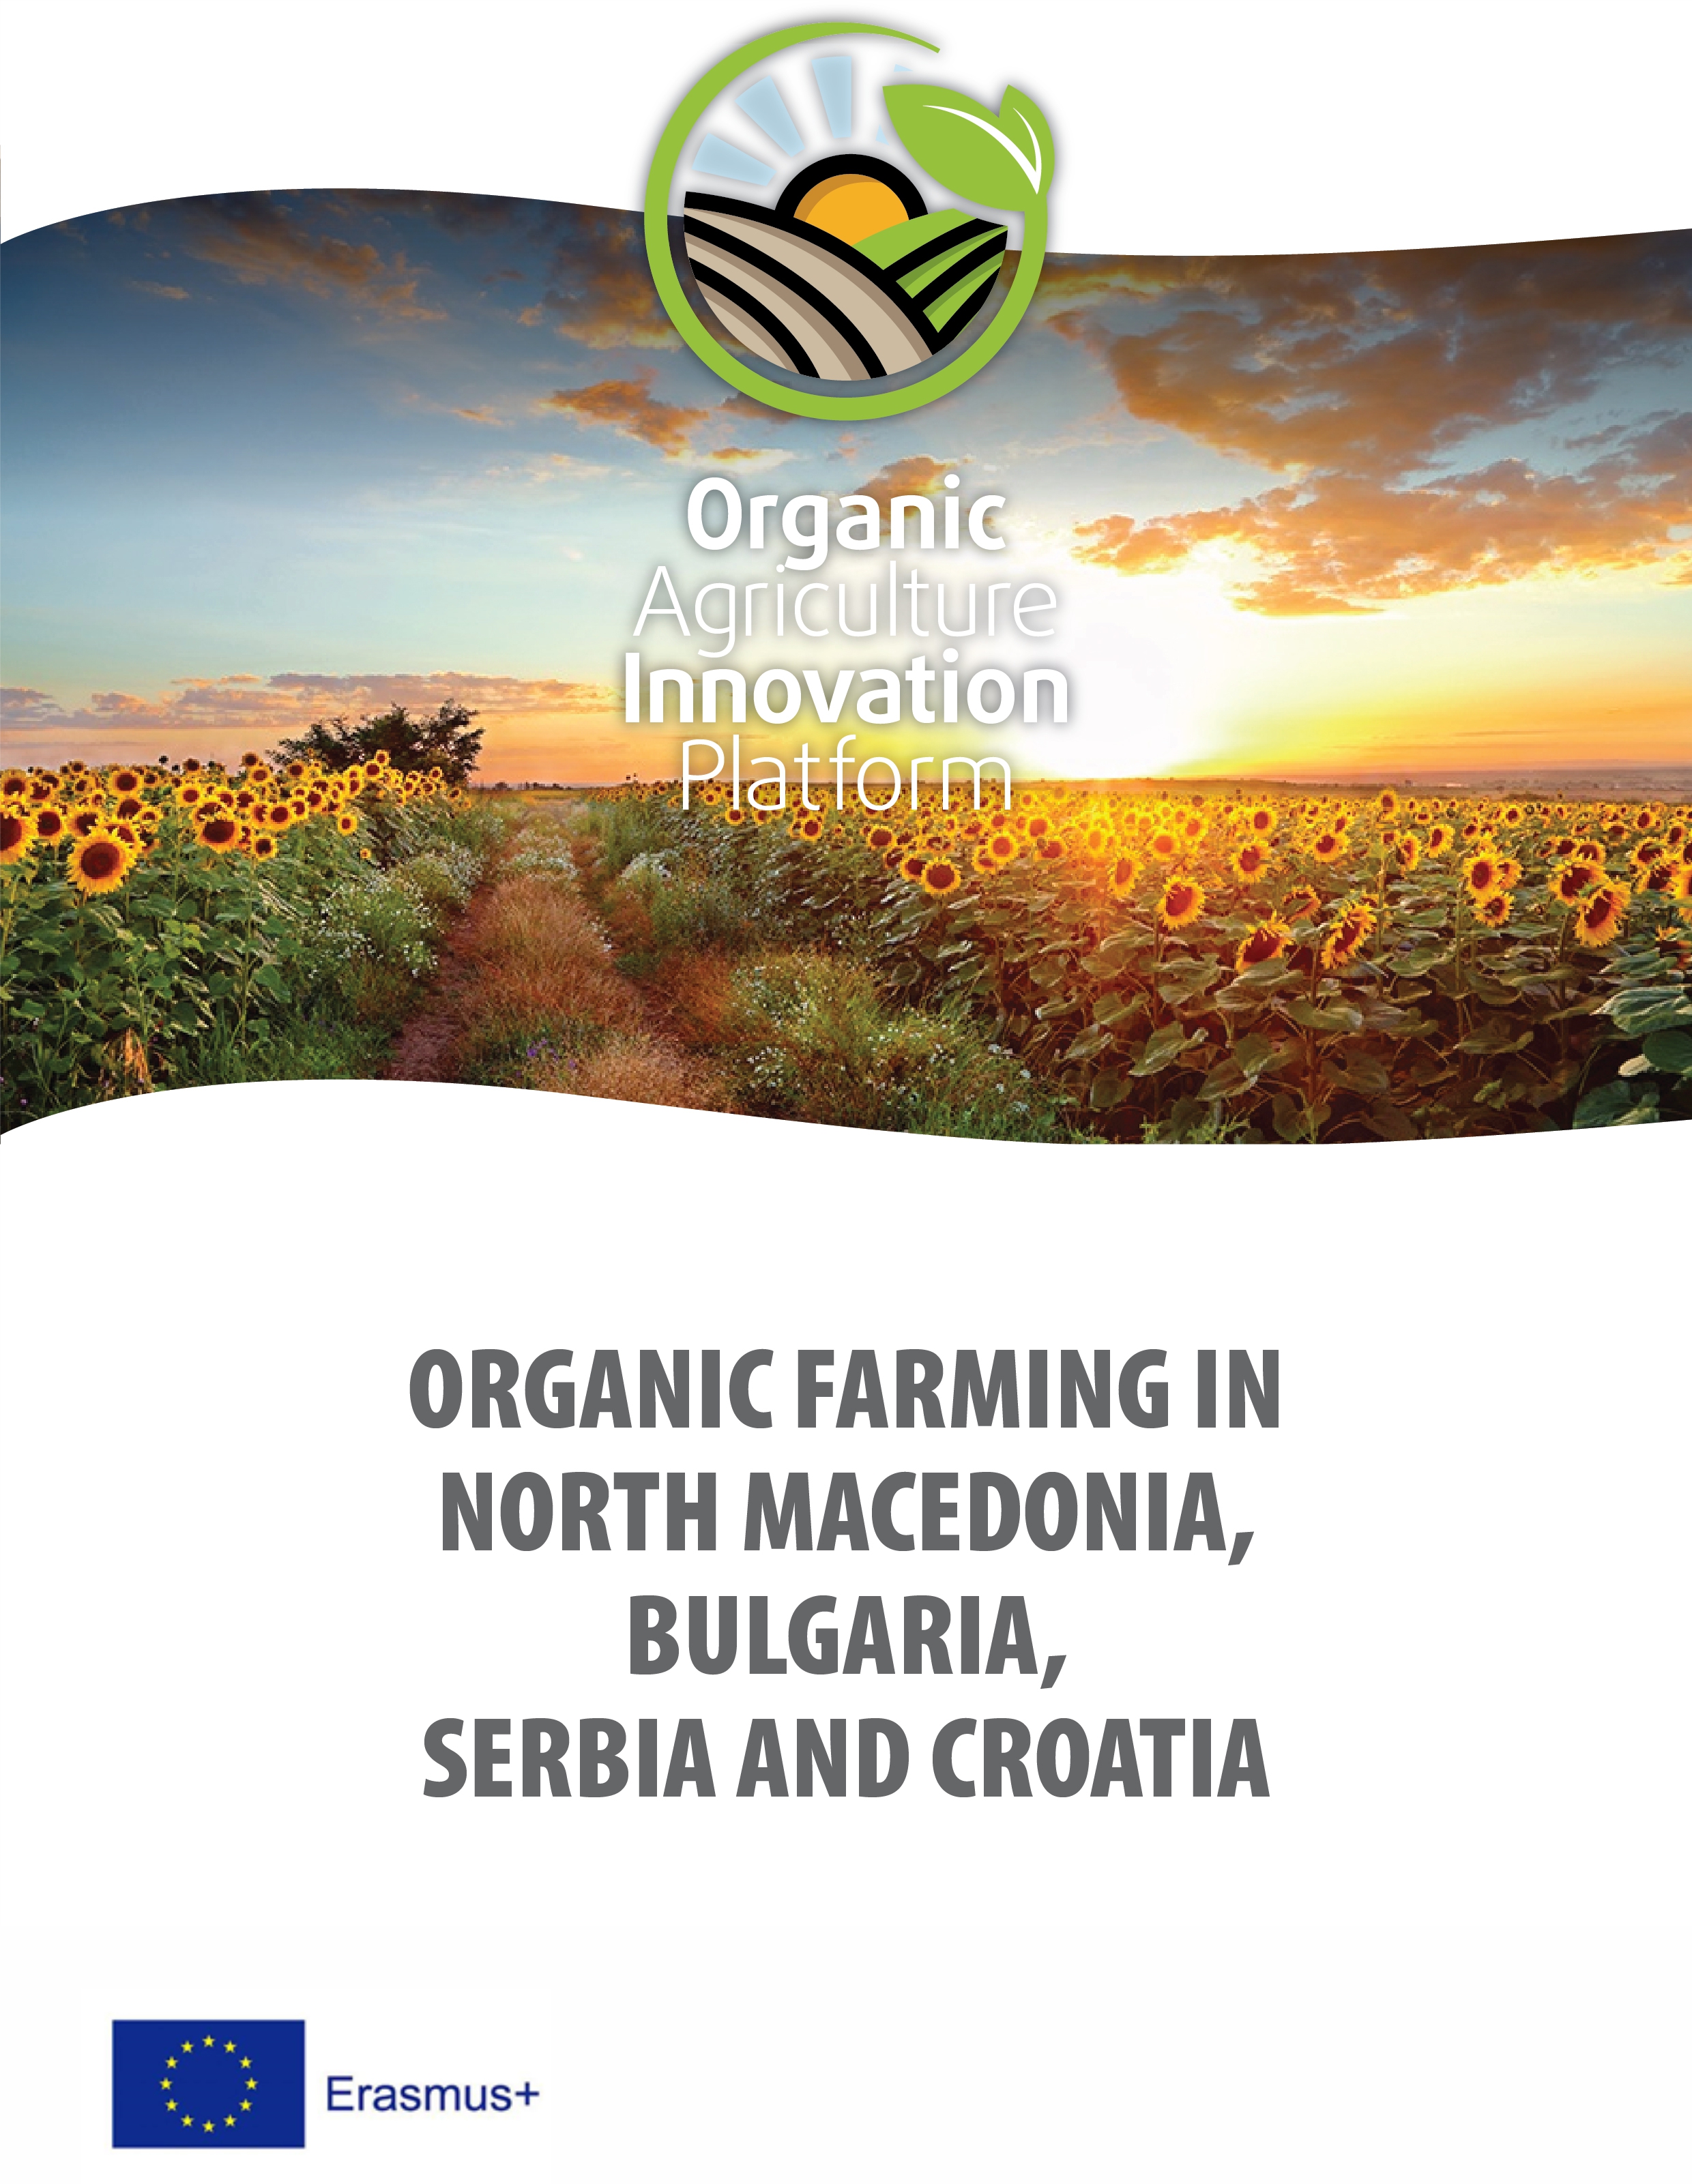 Organic
Agriculture
Innovation
Platform
ORGANIC FARMING IN
NORTH MACEDONIA,
BULGARIA,
SERBIA AND CROATIA
Erasmus+